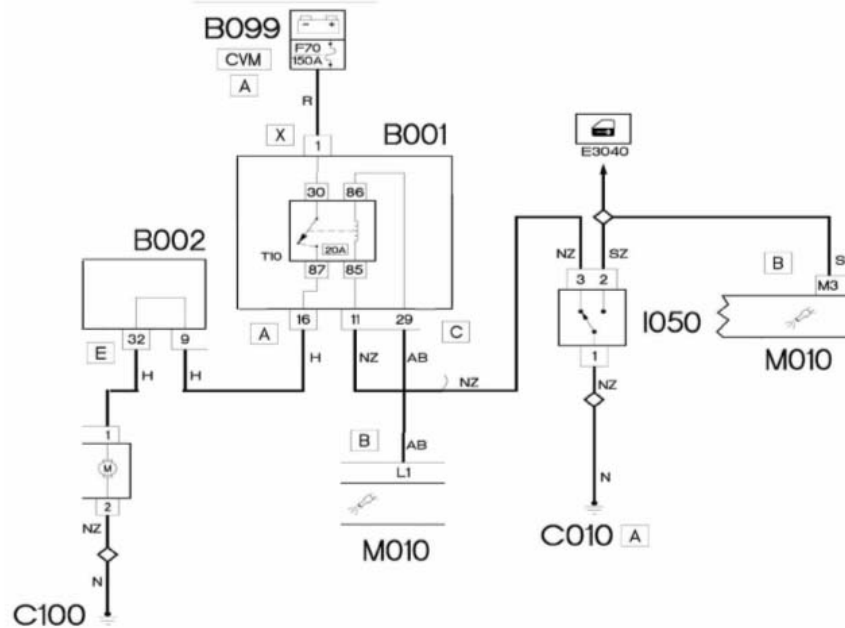 B099
- +
F70
150A
CVM
A
R
X
1
B001
E3040
30
86
T10
20A
87
85
B002
NZ
SZ
S
B
M3
3
2
A
16
11
29
C
I050
M010
E
32
9
H
NZ
AB
H
H
NZ
1
NZ
1
B
AB
M
L1
2
N
NZ
M010
C010
A
N
C100